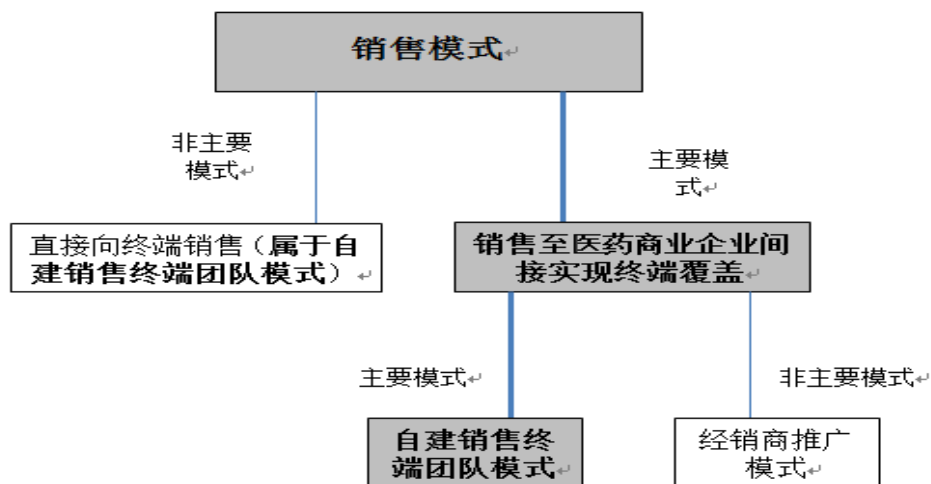 销售模式
非主要
模式
主要模
式
直接向终端销售（属于自
建销售终端团队模式）
销售至医药商业企业间
接实现终端覆盖
主要模式
非主要模式
自建销售终
端团队模式
经销商推广
模式